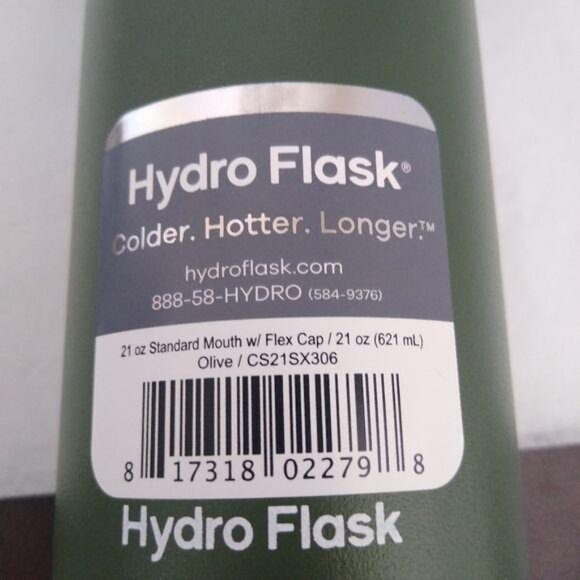 Hydro Flask®
Colder. Hotter. Longer.™
hydroflask.com
888-58-HYDRO (584-9376)
21 oz Standard Mouth w/ Flex Cap / 21 oz (621 mL)
Olive / CS21SX306
8 17318 02279 8
Hydro Flask